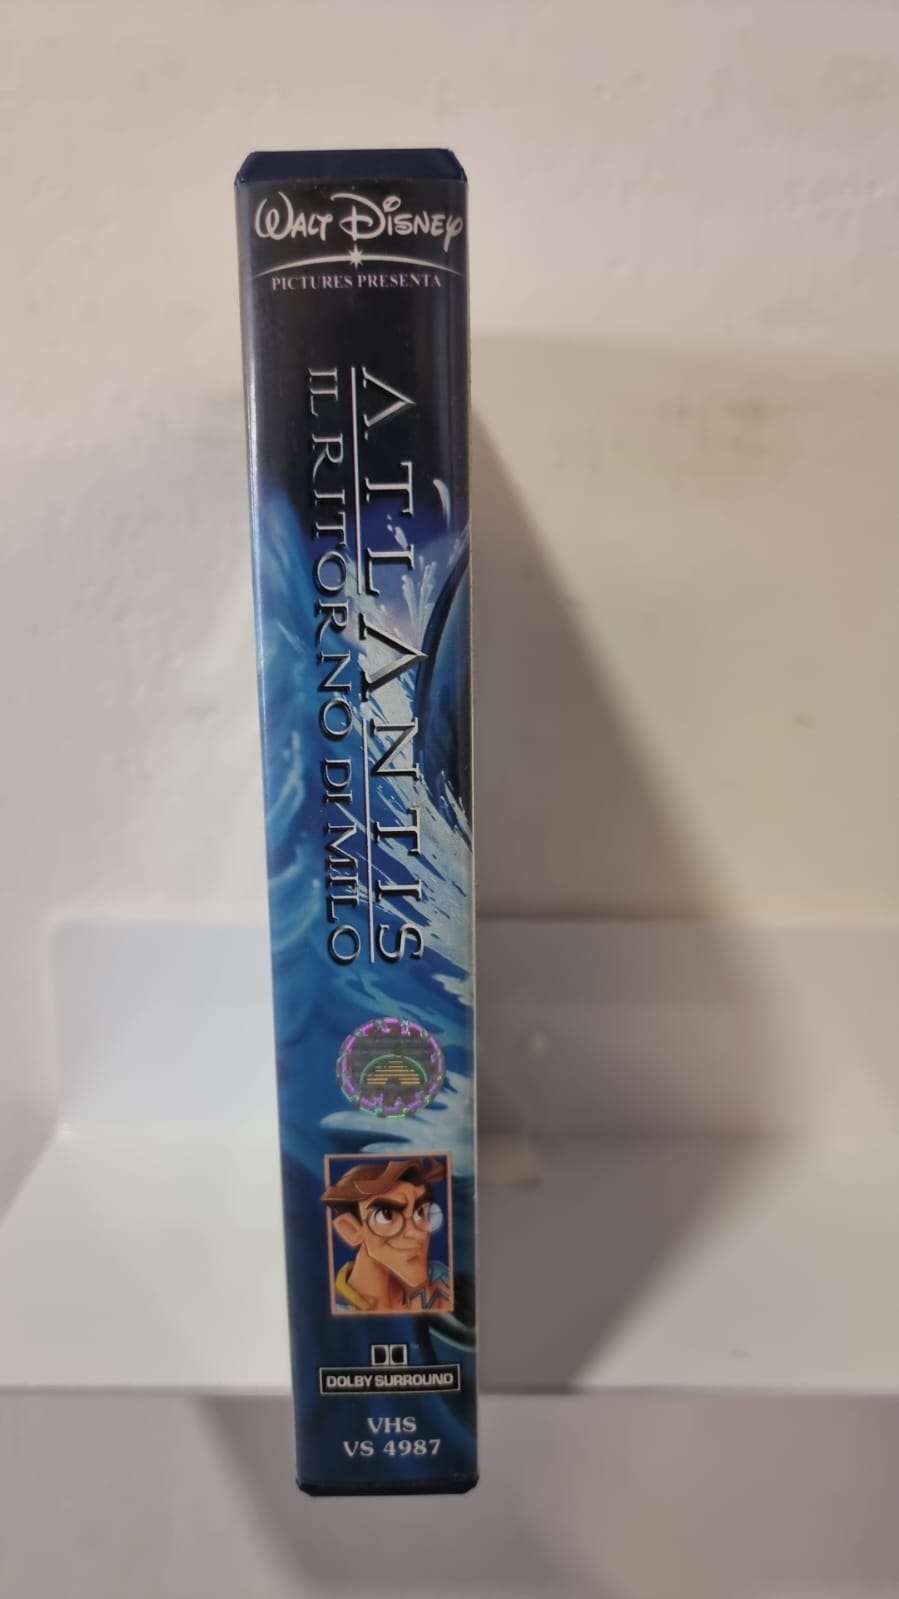 WALT DISNEY
PICTURES PRESENTA
ATLANTIS
IL RITORNO DI MILO
DOLBY SURROUND
VHS
VS 4987